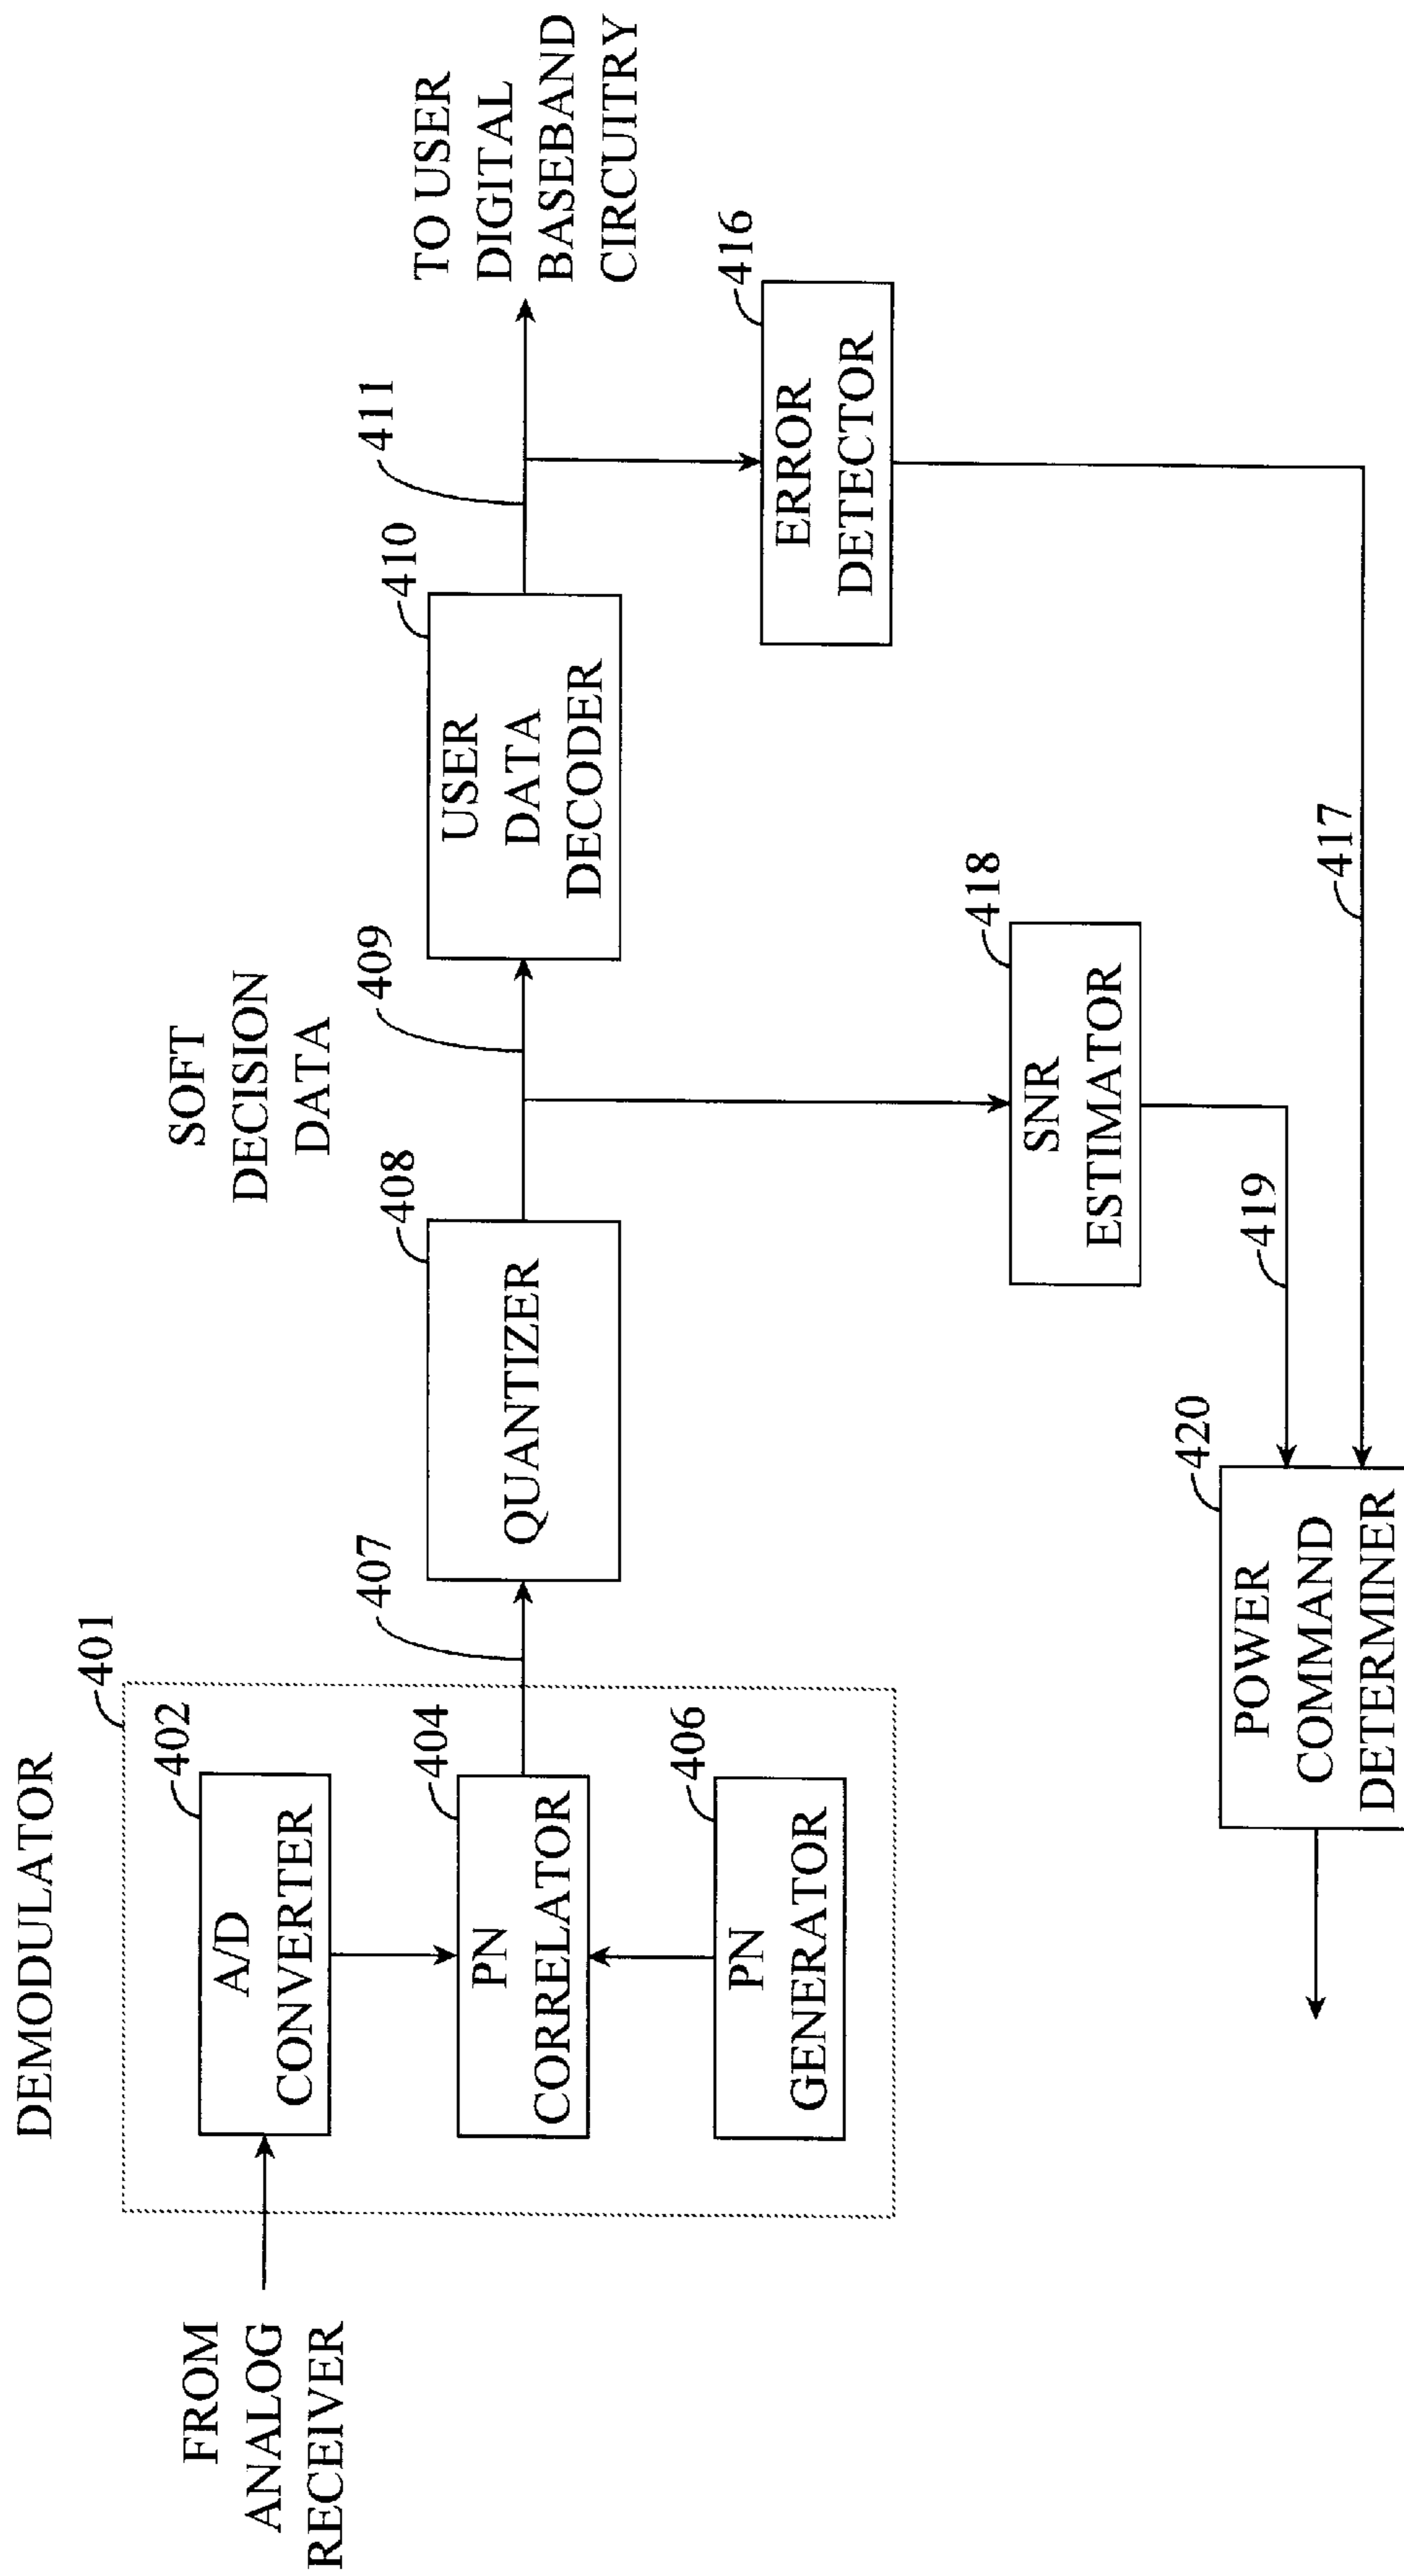 DEMODULATOR
401
FROM
ANALOG
RECEIVER
402
A/D
CONVERTER
404
PN
CORRELATOR
406
PN
GENERATOR
407
408
QUANTIZER
SOFT
DECISION
DATA
409
410
USER
DATA
DECODER
411
TO USER
DIGITAL
BASEBAND
CIRCUITRY
416
ERROR
DETECTOR
418
SNR
ESTIMATOR
419
417
420
POWER
COMMAND
DETERMINER